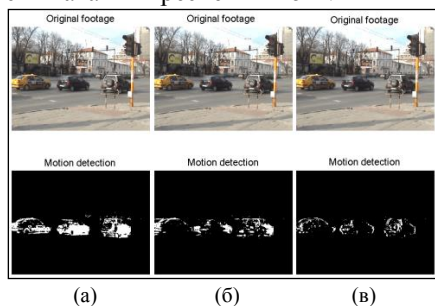 Original footage Original footage Original footage
Motion detection Motion detection Motion detection
(а) (б) (в)